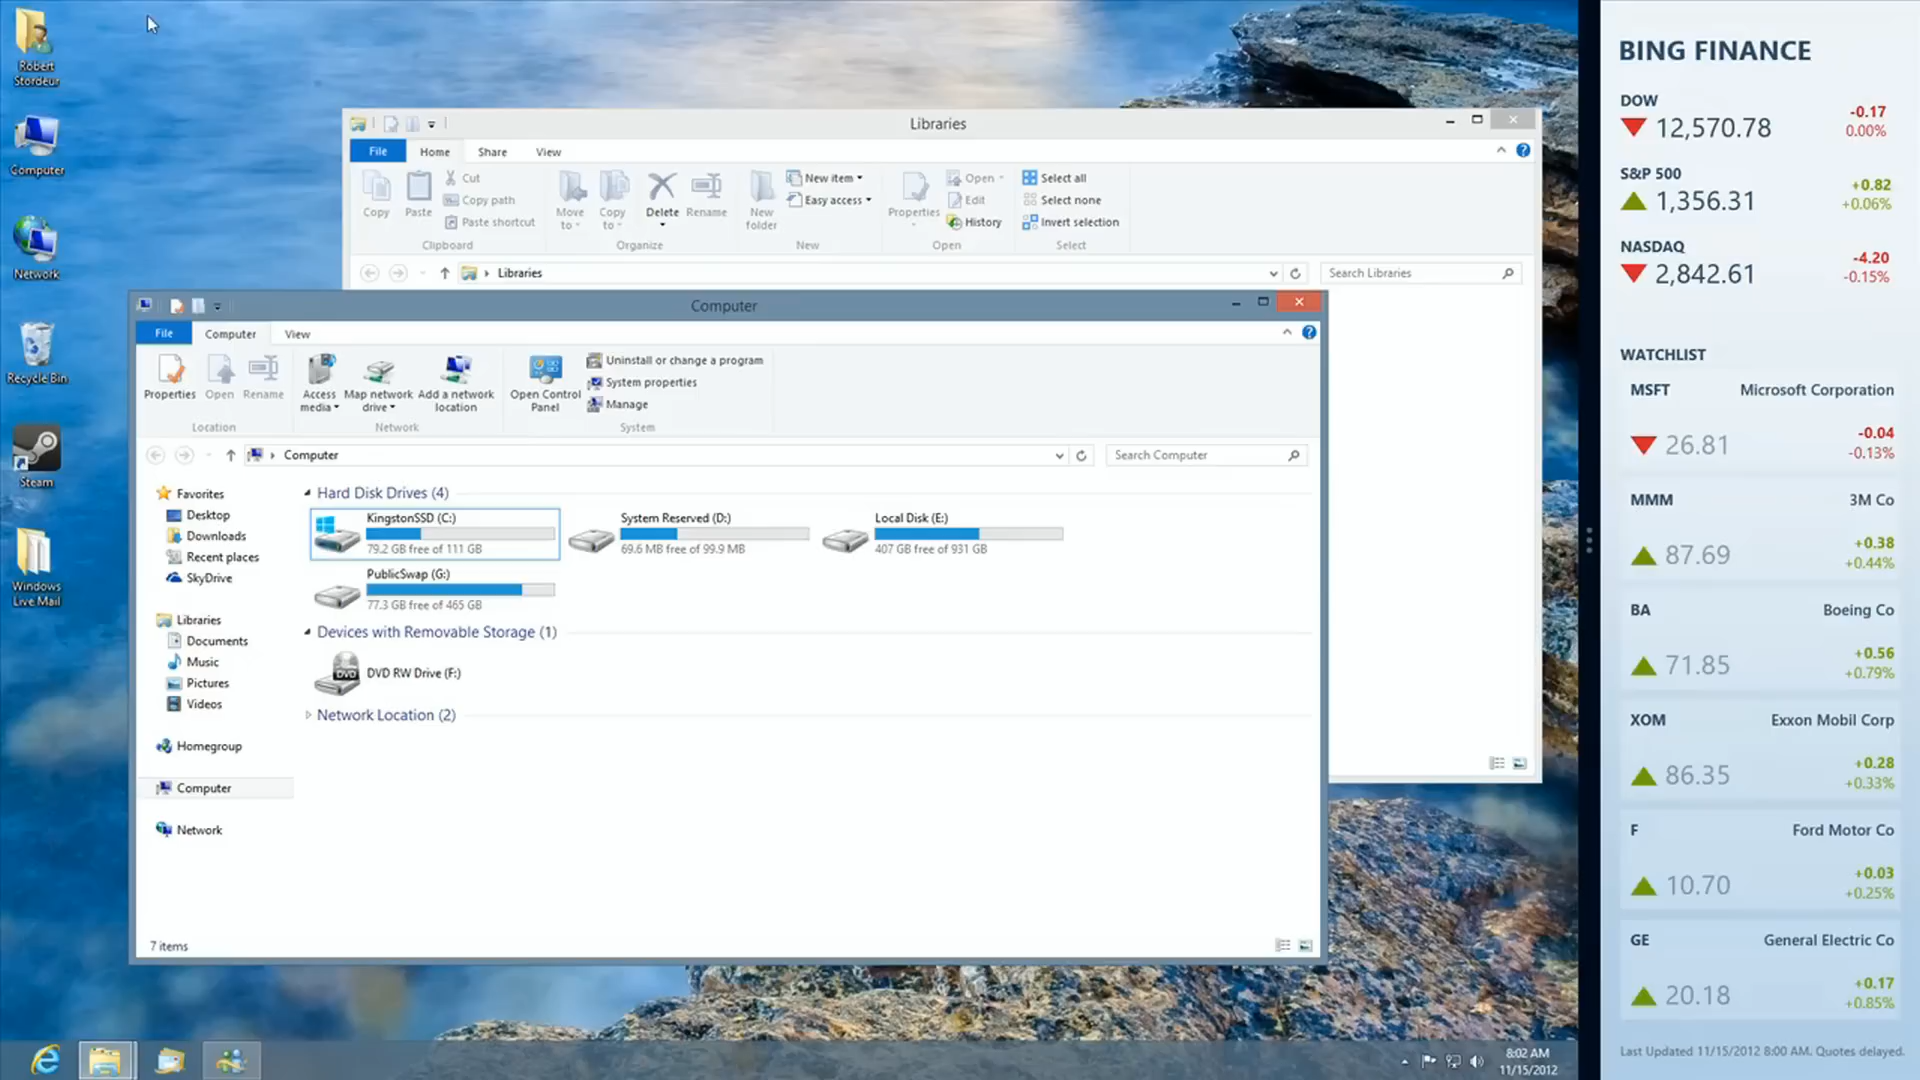 Robert
Stordeur
Computer
Network
Recycle Bin
Steam
Windows
Live Mail
Libraries
File
Home
Share
View
Copy
Paste
Cut
Copy path
Paste shortcut
Clipboard
Move
to
Copy
to
Delete
Rename
Organize
New
folder
New item
Easy access
New
Properties
Open
Edit
History
Open
Select all
Select none
Invert selection
Select
Libraries
Search Libraries
Computer
File
Computer
View
Properties
Open
Rename
Location
Access
media
Map network
drive
Add a network
location
Network
Open Control
Panel
Uninstall or change a program
System properties
Manage
System
Computer
Search Computer
Favorites
Desktop
Downloads
Recent places
SkyDrive
Libraries
Documents
Music
Pictures
Videos
Homegroup
Computer
Network
Hard Disk Drives (4)
KingstonSSD (C:)
79.2 GB free of 111 GB
System Reserved (D:)
69.6 MB free of 99.9 MB
Local Disk (E:)
407 GB free of 931 GB
PublicSwap (G:)
77.3 GB free of 465 GB
Devices with Removable Storage (1)
DVD
DVD RW Drive (F:)
Network Location (2)
7 items
BING FINANCE
DOW
12,570.78
-0.17
0.00%
S&P 500
1,356.31
+0.82
+0.06%
NASDAQ
2,842.61
-4.20
-0.15%
WATCHLIST
MSFT Microsoft Corporation
26.81
-0.04
-0.13%
MMM 3M Co
87.69
+0.38
+0.44%
BA Boeing Co
71.85
+0.56
+0.79%
XOM Exxon Mobil Corp
86.35
+0.28
+0.33%
F Ford Motor Co
10.70
+0.03
+0.25%
GE General Electric Co
20.18
+0.17
+0.85%
Last Updated 11/15/2012 8:00 AM. Quotes delayed.
8:02 AM
11/15/2012